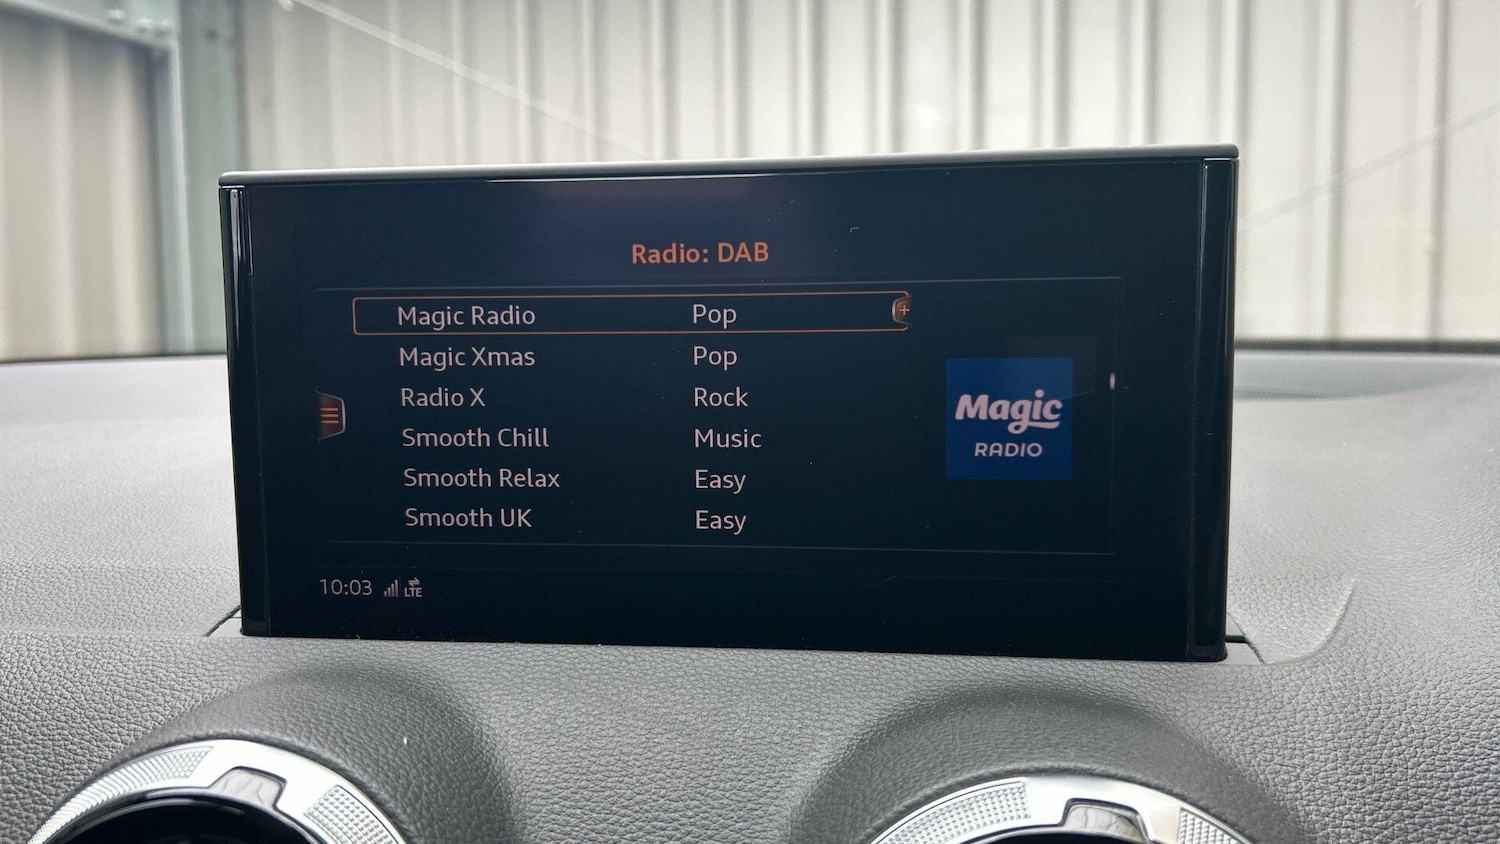 Radio: DAB
Magic Radio Pop
Magic Xmas Pop
Radio X Rock
Smooth Chill Music
Smooth Relax Easy
Smooth UK Easy
Magic
RADIO
10:03 LTE